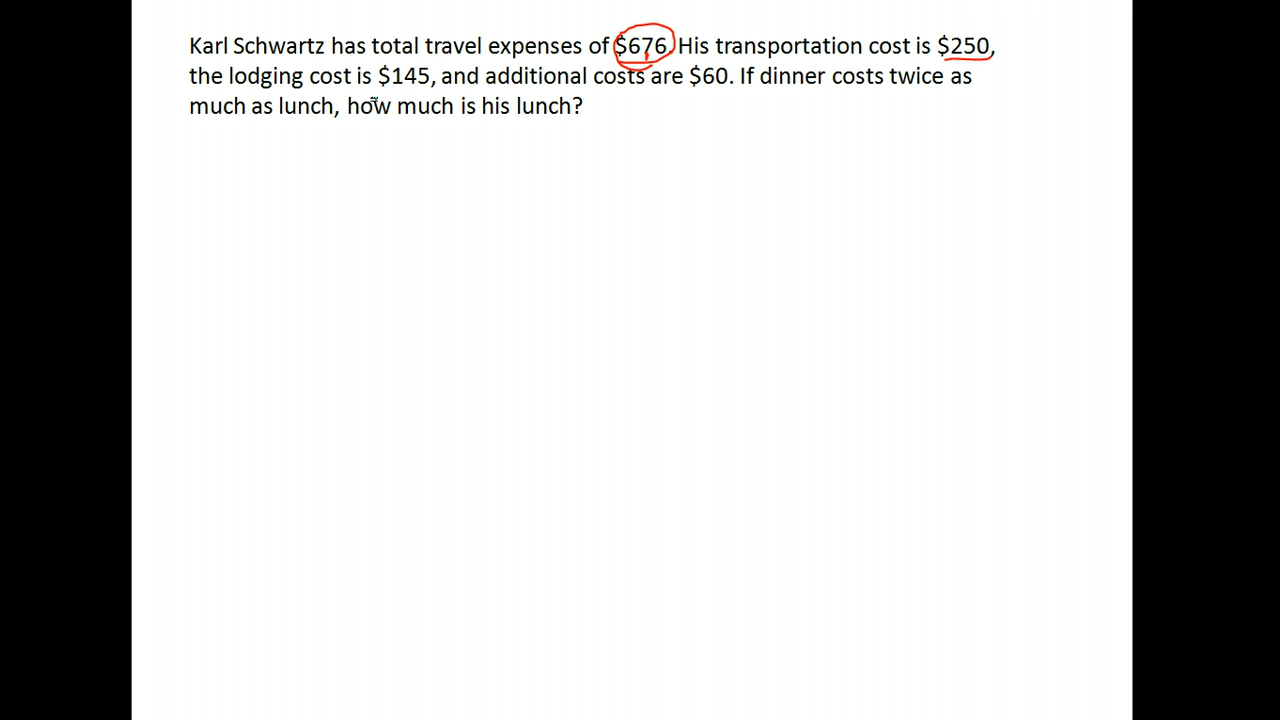 Karl Schwartz has total travel expenses of $676. His transportation cost is $250,
the lodging cost is $145, and additional costs are $60. If dinner costs twice as
much as lunch, how much is his lunch?